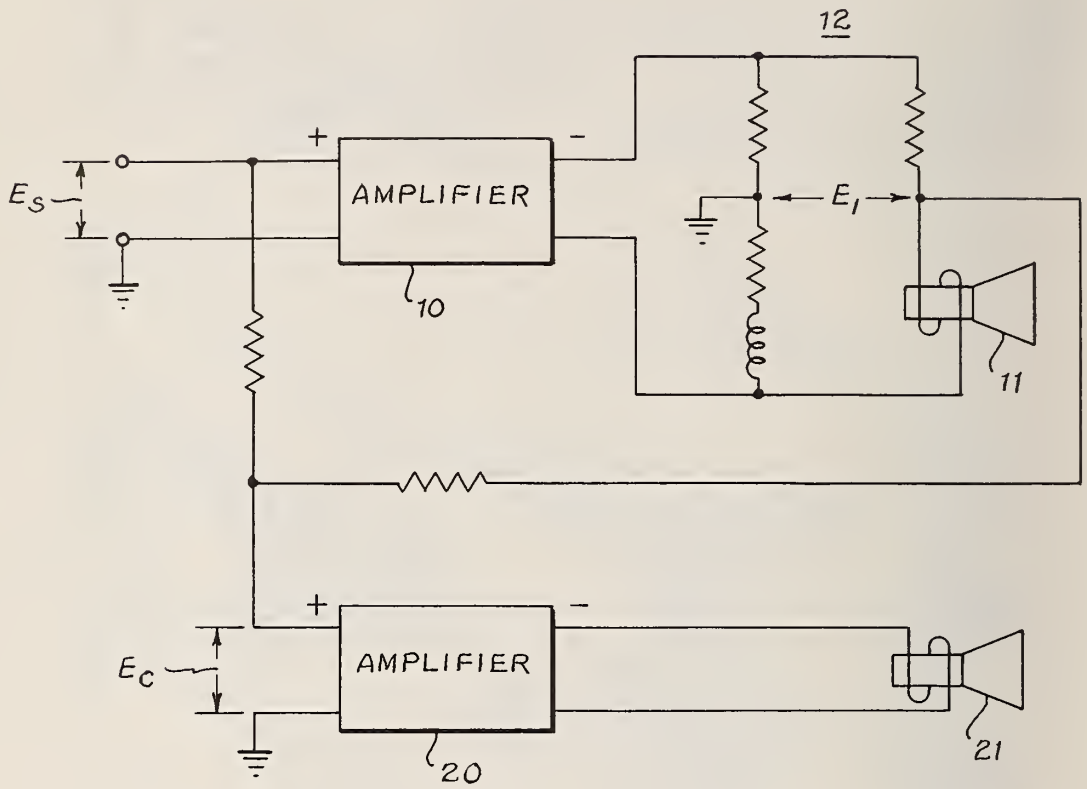 12
+
-
E_S
AMPLIFIER
E_1
10
11
+
-
E_C
AMPLIFIER
20
21